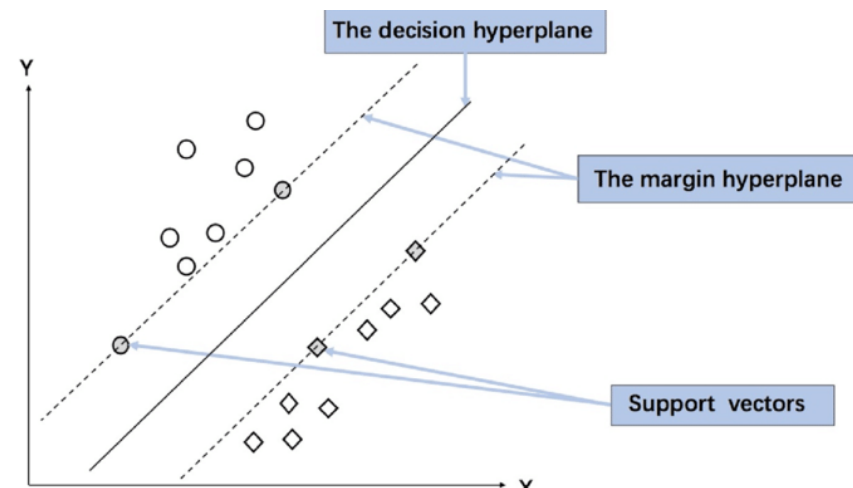 The decision hyperplane
Y
The margin hyperplane
Support vectors
X